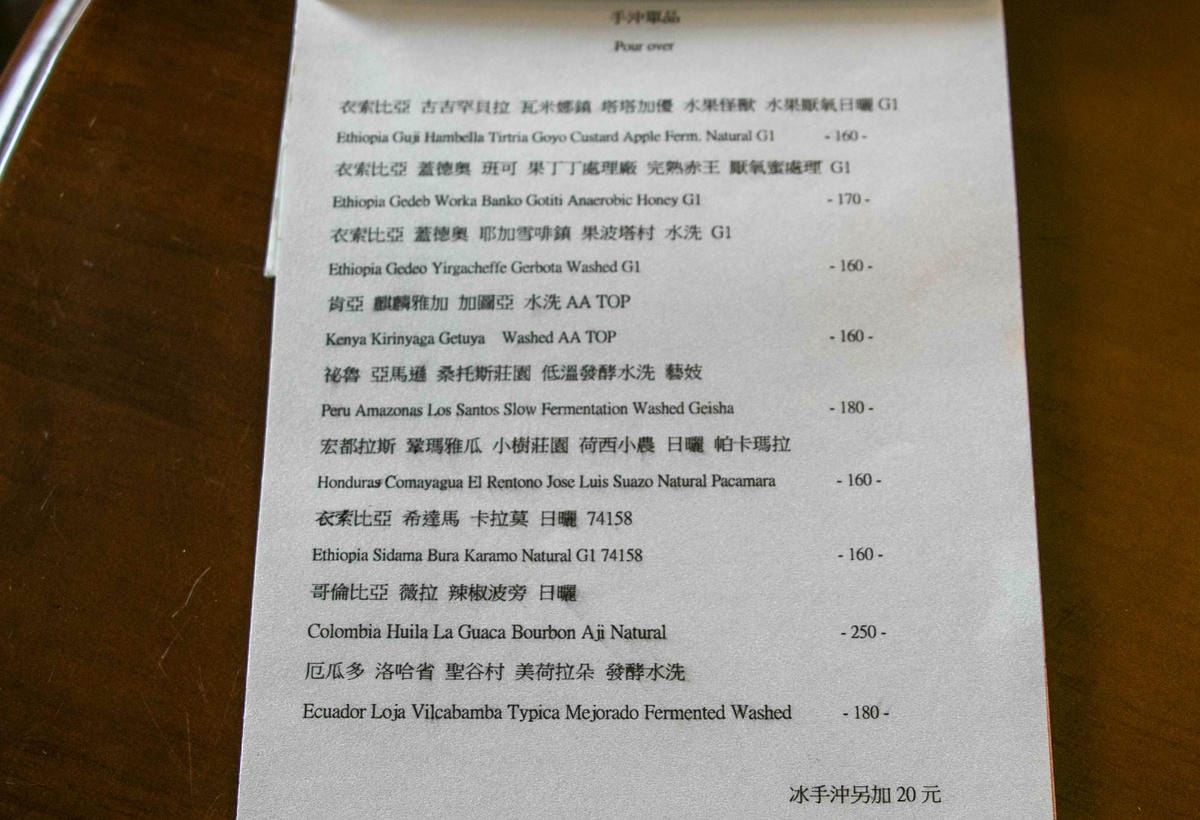 手沖單品
Pour over
衣索比亞 古吉罕貝拉 瓦米娜鎮 塔塔加優 水果怪獸 水果厭氧日曬 G1
Ethiopia Guji Hambella Tirtria Goyo Custard Apple Ferm. Natural G1 - 160 -
衣索比亞 蓋德奧 班可 果丁丁處理廠 完熟赤王 厭氧蜜處理 G1
Ethiopia Gedeb Worka Banko Gotiti Anaerobic Honey G1 - 170 -
衣索比亞 蓋德奧 耶加雪啡鎮 果波塔村 水洗 G1
Ethiopia Gedeo Yirgacheffe Gerbota Washed G1 - 160 -
肯亞 麒麟雅加 加圖亞 水洗 AA TOP
Kenya Kirinyaga Getuya Washed AA TOP - 160 -
祕魯 亞馬遜 桑托斯莊園 低溫發酵水洗 藝妓
Peru Amazonas Los Santos Slow Fermentation Washed Geisha - 180 -
宏都拉斯 鞏瑪雅瓜 小樹莊園 荷西小農 日曬 帕卡瑪拉
Honduras Comayagua El Rentono Jose Luis Suazo Natural Pacamara - 160 -
衣索比亞 希達馬 卡拉莫 日曬 74158
Ethiopia Sidama Bura Karamo Natural G1 74158 - 160 -
哥倫比亞 薇拉 辣椒波旁 日曬
Colombia Huila La Guaca Bourbon Aji Natural - 250 -
厄瓜多 洛哈省 聖谷村 美荷拉朵 發酵水洗
Ecuador Loja Vilcabamba Typica Mejorado Fermented Washed - 180 -
冰手沖另加 20 元